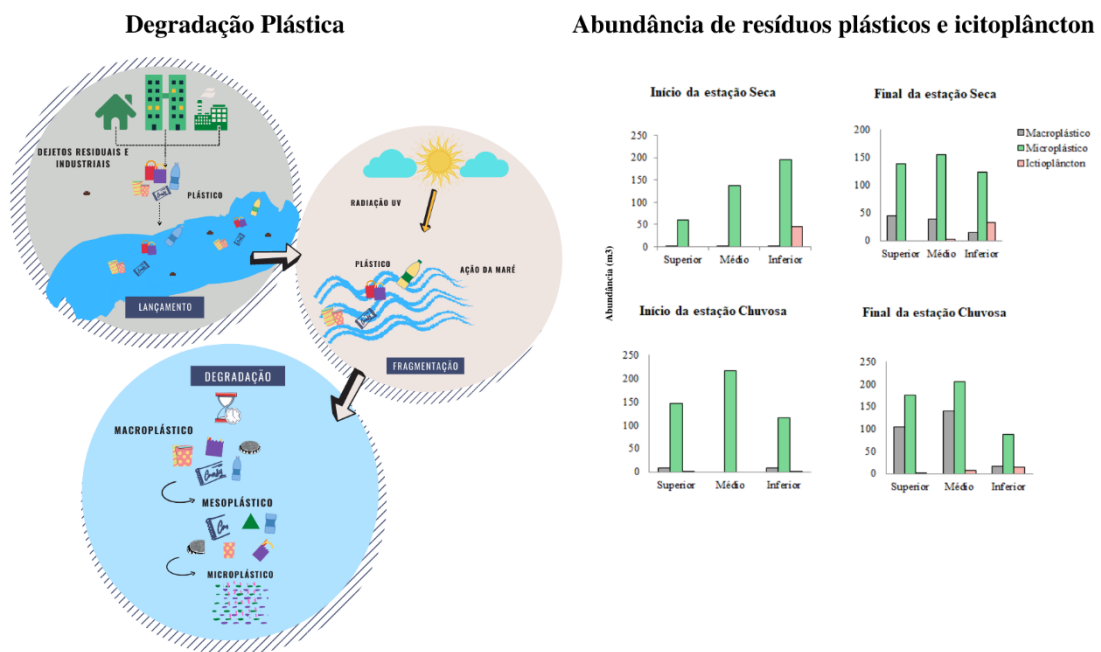 Degradação Plástica
DEJETOS RESIDUAIS E
INDUSTRIAIS
PLÁSTICO
LANÇAMENTO
RADIAÇÃO UV
PLÁSTICO
AÇÃO DA MARÉ
FRAGMENTAÇÃO
DEGRADAÇÃO
MACROPLÁSTICO
MESOPLÁSTICO
MICROPLÁSTICO
Abundância de resíduos plásticos e icitoplâncton
Início da estação Seca
250
200
150
100
50
0
Superior Médio Inferior
Final da estação Seca
200
150
100
50
0
Superior Médio Inferior
Macroplástico
Microplástico
Ictioplâncton
Abundância (m3)
Início da estação Chuvosa
250
200
150
100
50
0
Superior Médio Inferior
Final da estação Chuvosa
250
200
150
100
50
0
Superior Médio Inferior